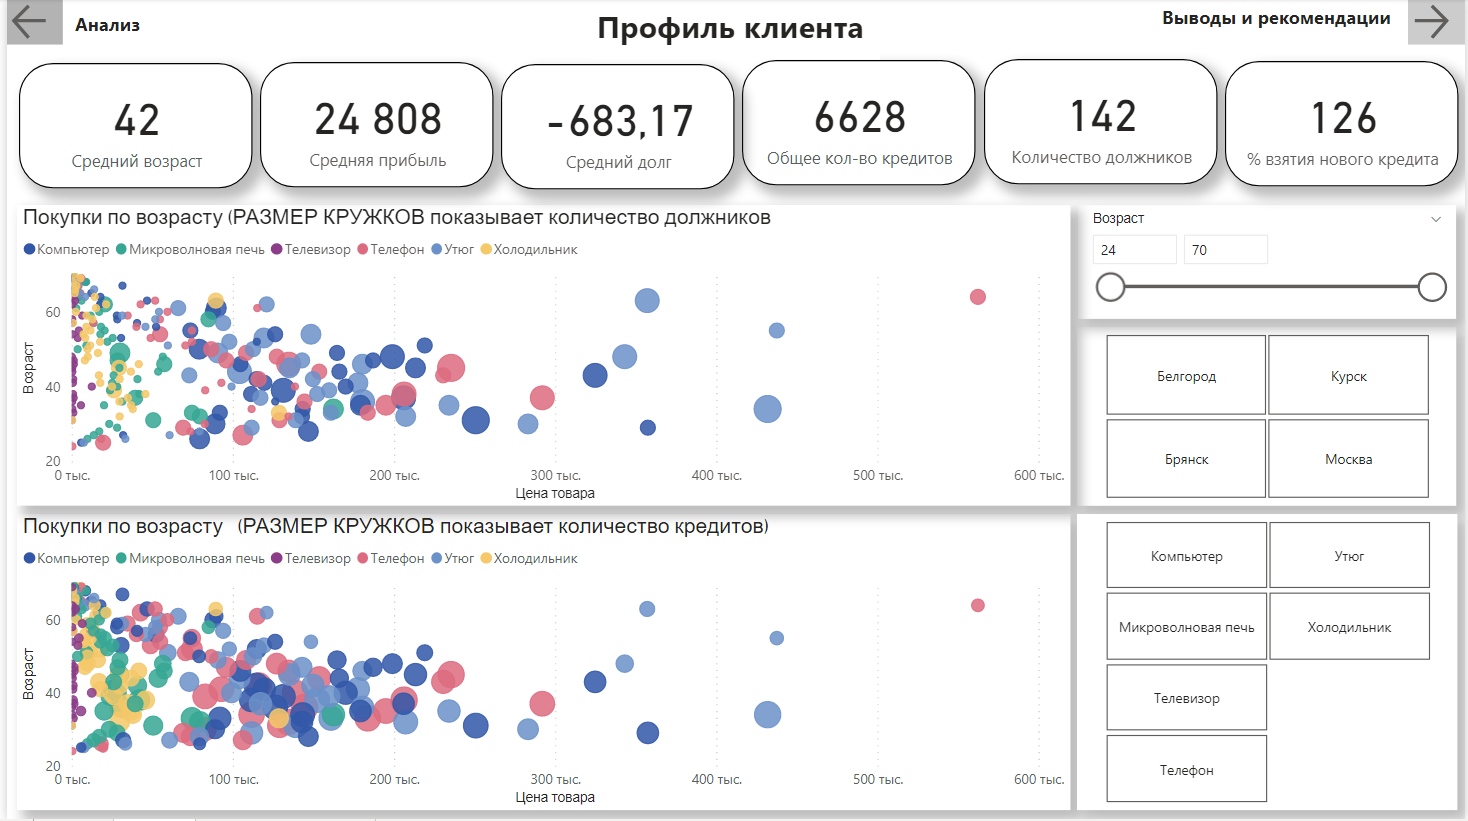 Анализ
Профиль клиента
Выводы и рекомендации
42
Средний возраст
24 808
Средняя прибыль
-683,17
Средний долг
6628
Общее кол-во кредитов
142
Количество должников
126
% взятия нового кредита
Покупки по возрасту (РАЗМЕР КРУЖКОВ показывает количество должников
Компьютер Микроволновая печь Телевизор Телефон Утюг Холодильник
Возраст
60
40
20
0 тыс. 100 тыс. 200 тыс. 300 тыс. 400 тыс. 500 тыс. 600 тыс.
Цена товара
Возраст
24 70
Белгород Курск
Брянск Москва
Покупки по возрасту (РАЗМЕР КРУЖКОВ показывает количество кредитов)
Компьютер Микроволновая печь Телевизор Телефон Утюг Холодильник
Возраст
60
40
20
0 тыс. 100 тыс. 200 тыс. 300 тыс. 400 тыс. 500 тыс. 600 тыс.
Цена товара
Компьютер Утюг
Микроволновая печь Холодильник
Телевизор
Телефон